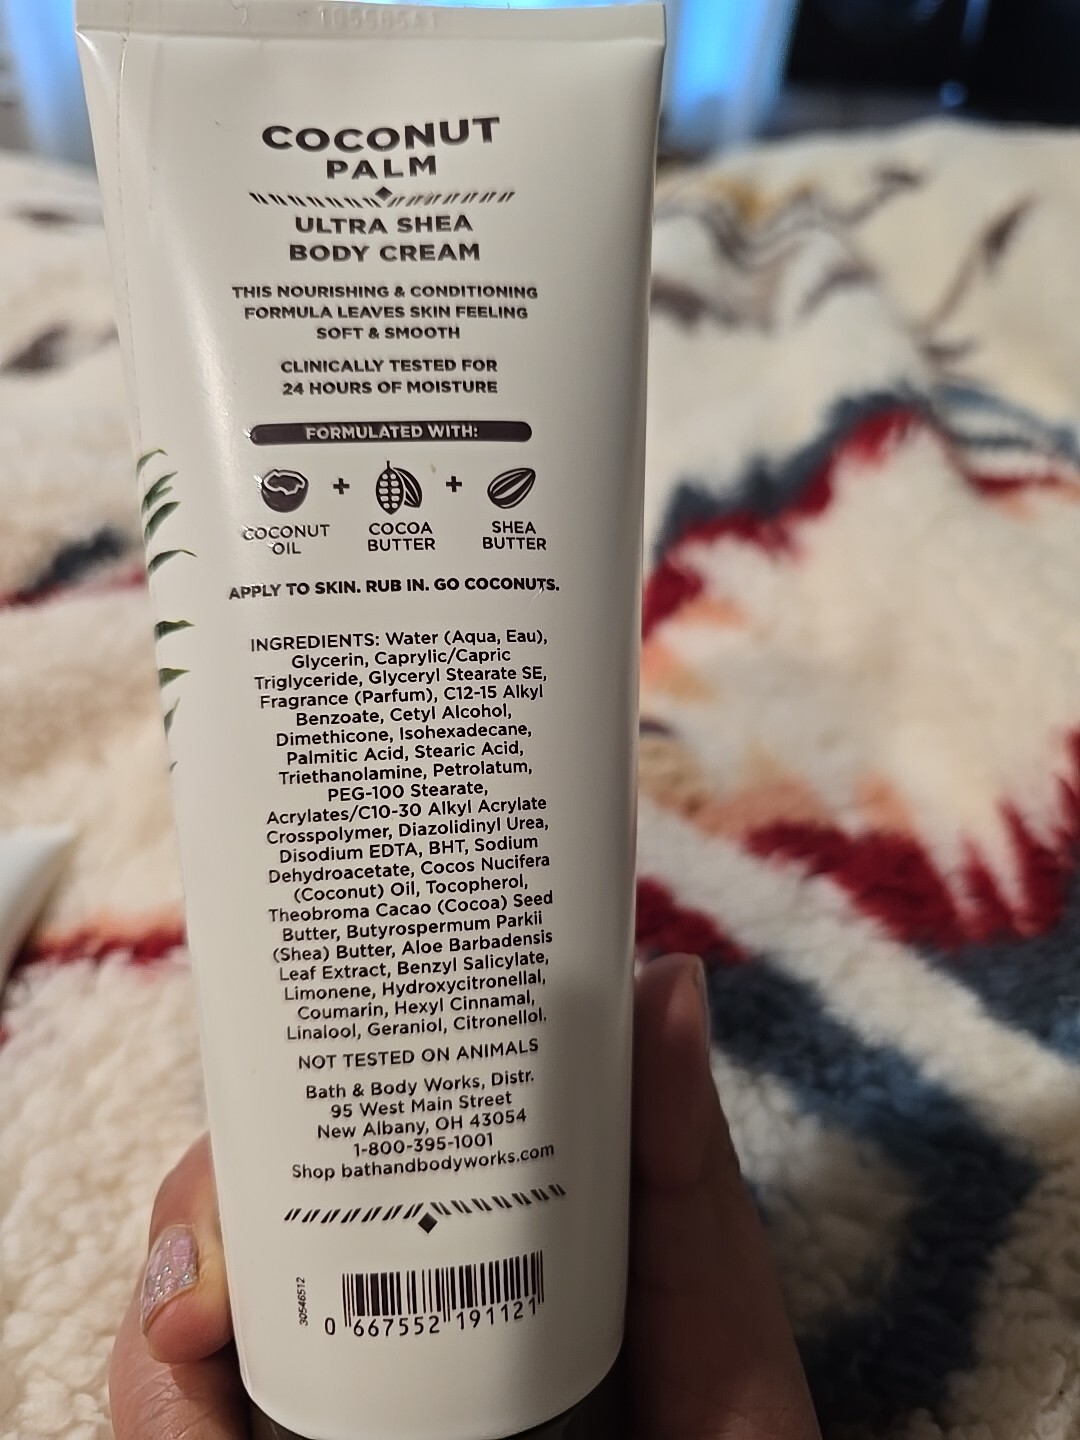 105585A1
COCONUT
PALM
ULTRA SHEA
BODY CREAM
THIS NOURISHING & CONDITIONING
FORMULA LEAVES SKIN FEELING
SOFT & SMOOTH
CLINICALLY TESTED FOR
24 HOURS OF MOISTURE
FORMULATED WITH:
+ +
COCONUT OIL
COCOA BUTTER
SHEA BUTTER
APPLY TO SKIN. RUB IN. GO COCONUTS.
INGREDIENTS: Water (Aqua, Eau),
Glycerin, Caprylic/Capric
Triglyceride, Glyceryl Stearate SE,
Fragrance (Parfum), C12-15 Alkyl
Benzoate, Cetyl Alcohol,
Dimethicone, Isohexadecane,
Palmitic Acid, Stearic Acid,
Triethanolamine, Petrolatum,
PEG-100 Stearate,
Acrylates/C10-30 Alkyl Acrylate
Crosspolymer, Diazolidinyl Urea,
Disodium EDTA, BHT, Sodium
Dehydroacetate, Cocos Nucifera
(Coconut) Oil, Tocopherol,
Theobroma Cacao (Cocoa) Seed
Butter, Butyrospermum Parkii
(Shea) Butter, Aloe Barbadensis
Leaf Extract, Benzyl Salicylate,
Limonene, Hydroxycitronellal,
Coumarin, Hexyl Cinnamal,
Linalool, Geraniol, Citronellol.
NOT TESTED ON ANIMALS
Bath & Body Works, Distr.
95 West Main Street
New Albany, OH 43054
1-800-395-1001
Shop bathandbodyworks.com
30546512
0 667552 191121